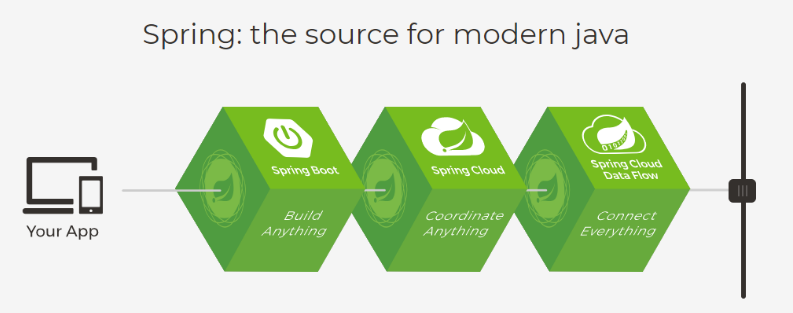 Spring: the source for modern java
Your App
Spring Boot
Build
Anything
Spring Cloud
Coordinate
Anything
Spring Cloud
Data Flow
Connect
Everything